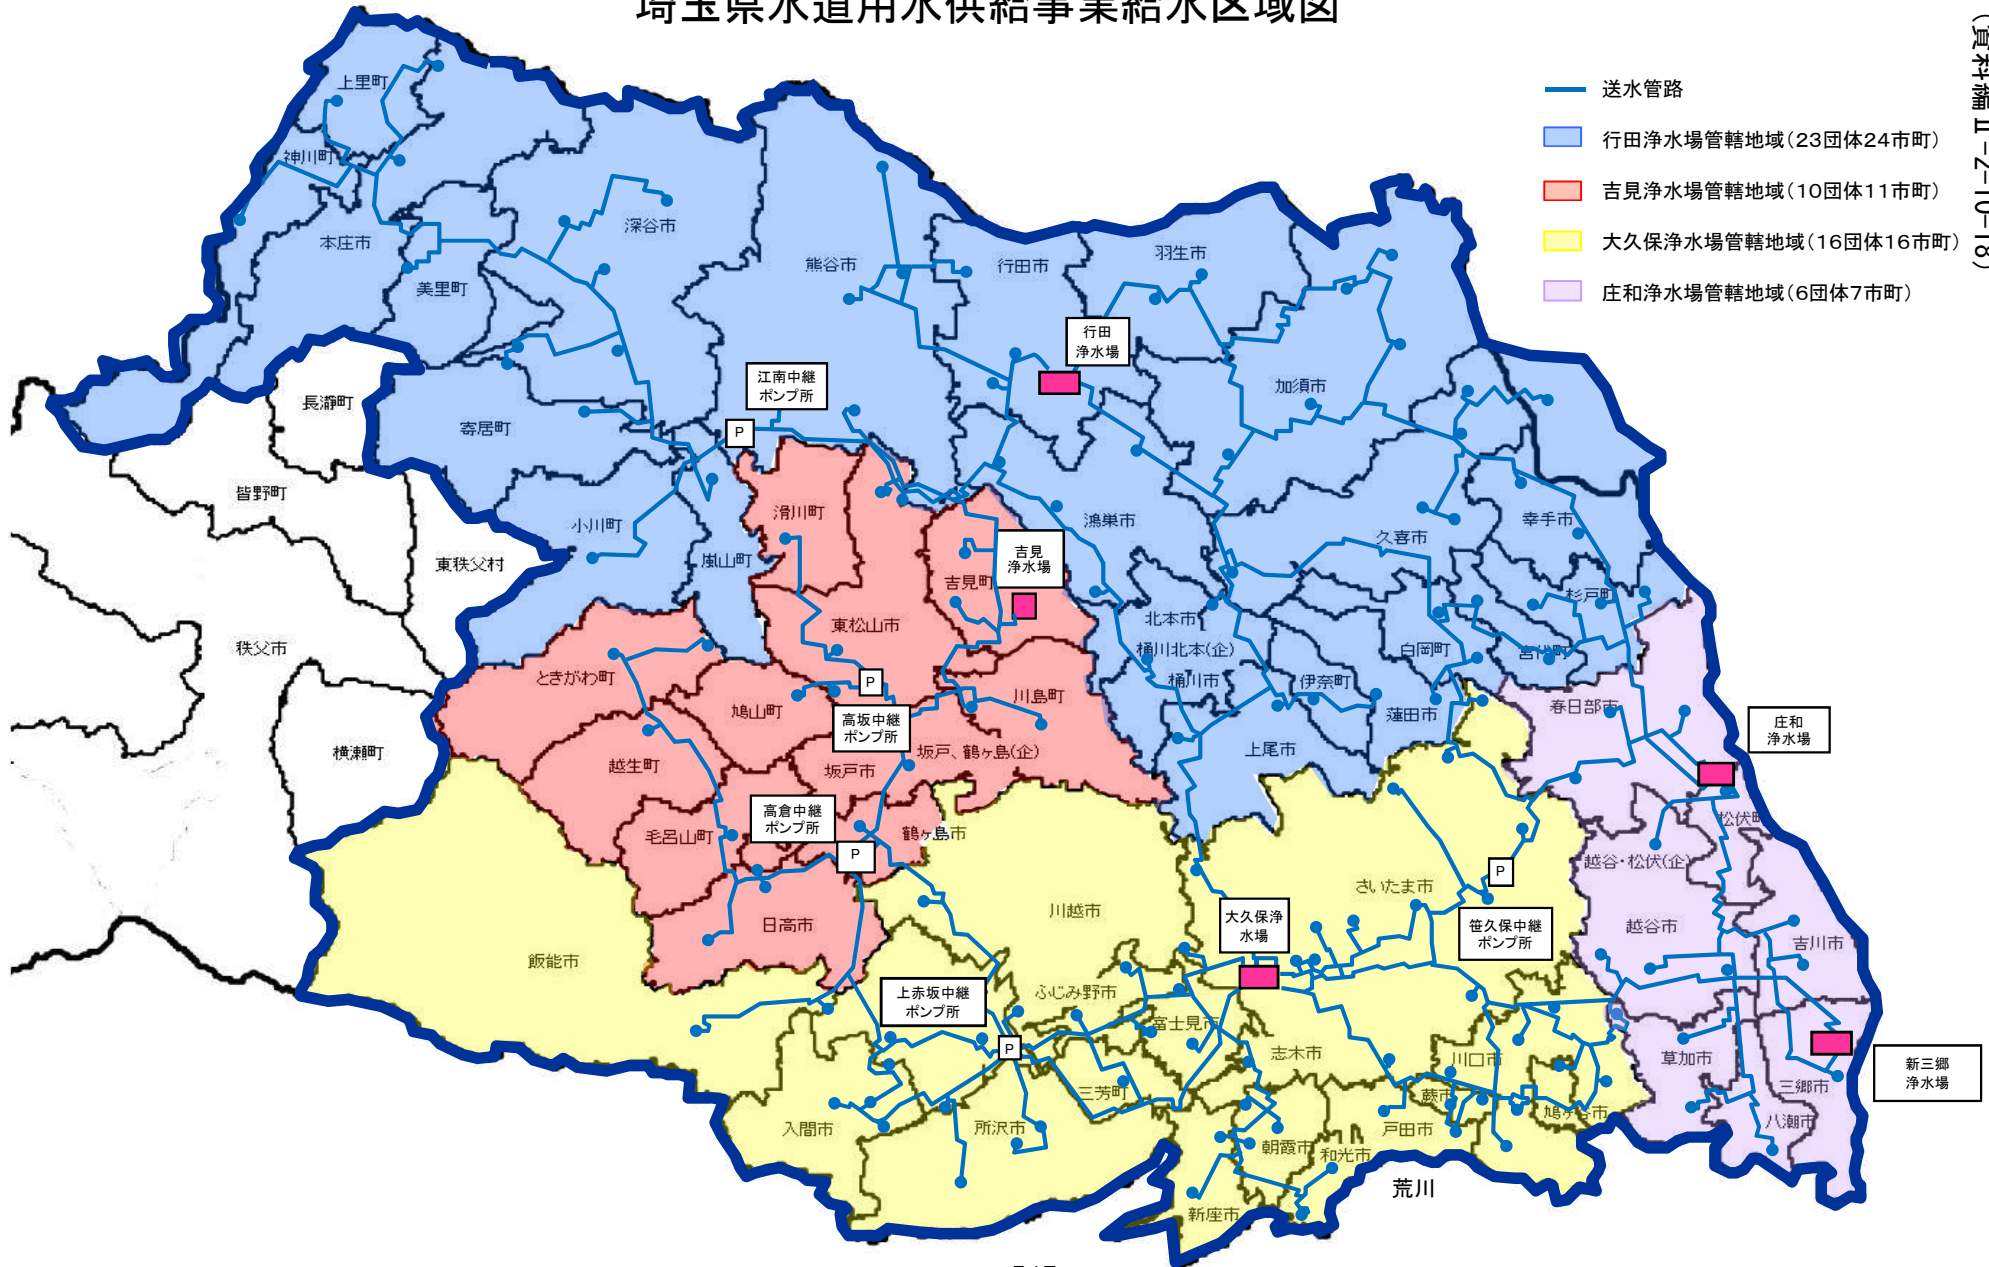 埼玉県水道用水供給事業給水区域図
（資料編Ⅱ-2-10-18）
送水管路
行田浄水場管轄地域(23団体24市町)
吉見浄水場管轄地域(10団体11市町)
大久保浄水場管轄地域(16団体16市町)
庄和浄水場管轄地域(6団体7市町)
上里町
神川町
本庄市
美里町
深谷市
熊谷市
行田市
羽生市
行田
浄水場
加須市
江南中継
ポンプ所
P
長瀞町
寄居町
皆野町
小川町
東秩父村
嵐山町
滑川町
吉見町
吉見
浄水場
鴻巣市
久喜市
幸手市
杉戸町
宮代町
北本市
桶川北本(企)
桶川市
伊奈町
白岡町
蓮田市
上尾市
秩父市
横瀬町
ときがわ町
東松山市
P
高坂中継
ポンプ所
鳩山町
川島町
坂戸、鶴ヶ島(企)
坂戸市
越生町
毛呂山町
高倉中継
ポンプ所
P
鶴ヶ島市
日高市
春日部市
庄和
浄水場
松伏町
越谷・松伏(企)
越谷市
吉川市
飯能市
川越市
さいたま市
P
笹久保中継
ポンプ所
大久保浄
水場
上赤坂中継
ポンプ所
P
ふじみ野市
富士見市
志木市
川口市
三芳町
蕨市
鳩ヶ谷市
戸田市
入間市
所沢市
朝霞市
和光市
新座市
荒川
草加市
三郷市
八潮市
新三郷
浄水場